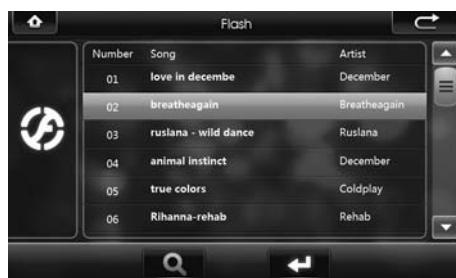 Flash
Number Song Artist
01 love in decembe December
02 breatheagain Breatheagain
03 ruslana - wild dance Ruslana
04 animal instinct December
05 true colors Coldplay
06 Rihanna-rehab Rehab